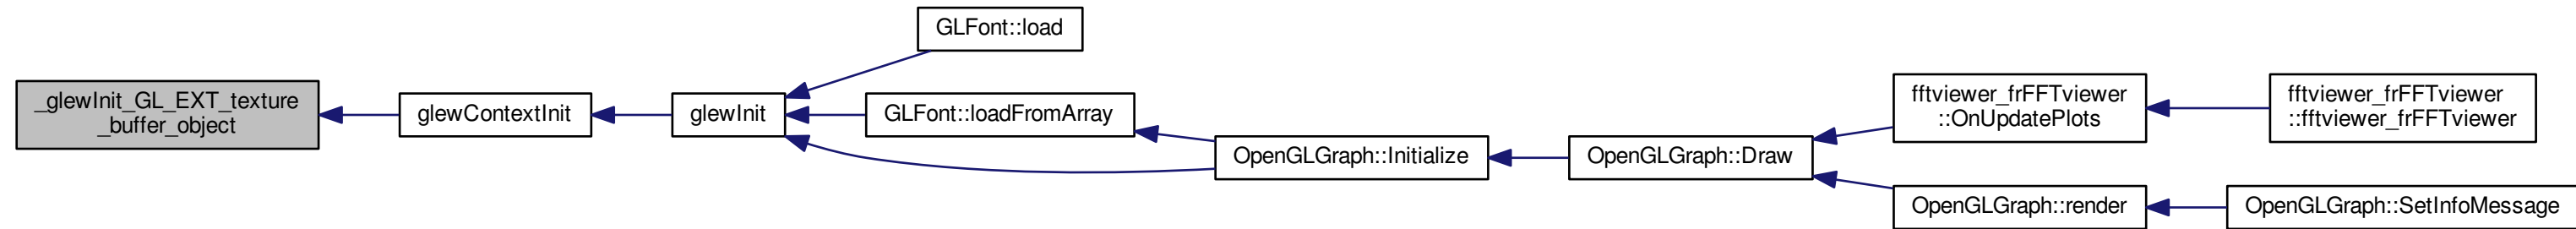 GLFont::load
_glewInit_GL_EXT_texture
_buffer_object
glewContextInit
glewInit
GLFont::loadFromArray
OpenGLGraph::Initialize
OpenGLGraph::Draw
fftviewer_frFFTviewer
::OnUpdatePlots
fftviewer_frFFTviewer
::fftviewer_frFFTviewer
OpenGLGraph::render
OpenGLGraph::SetInfoMessage